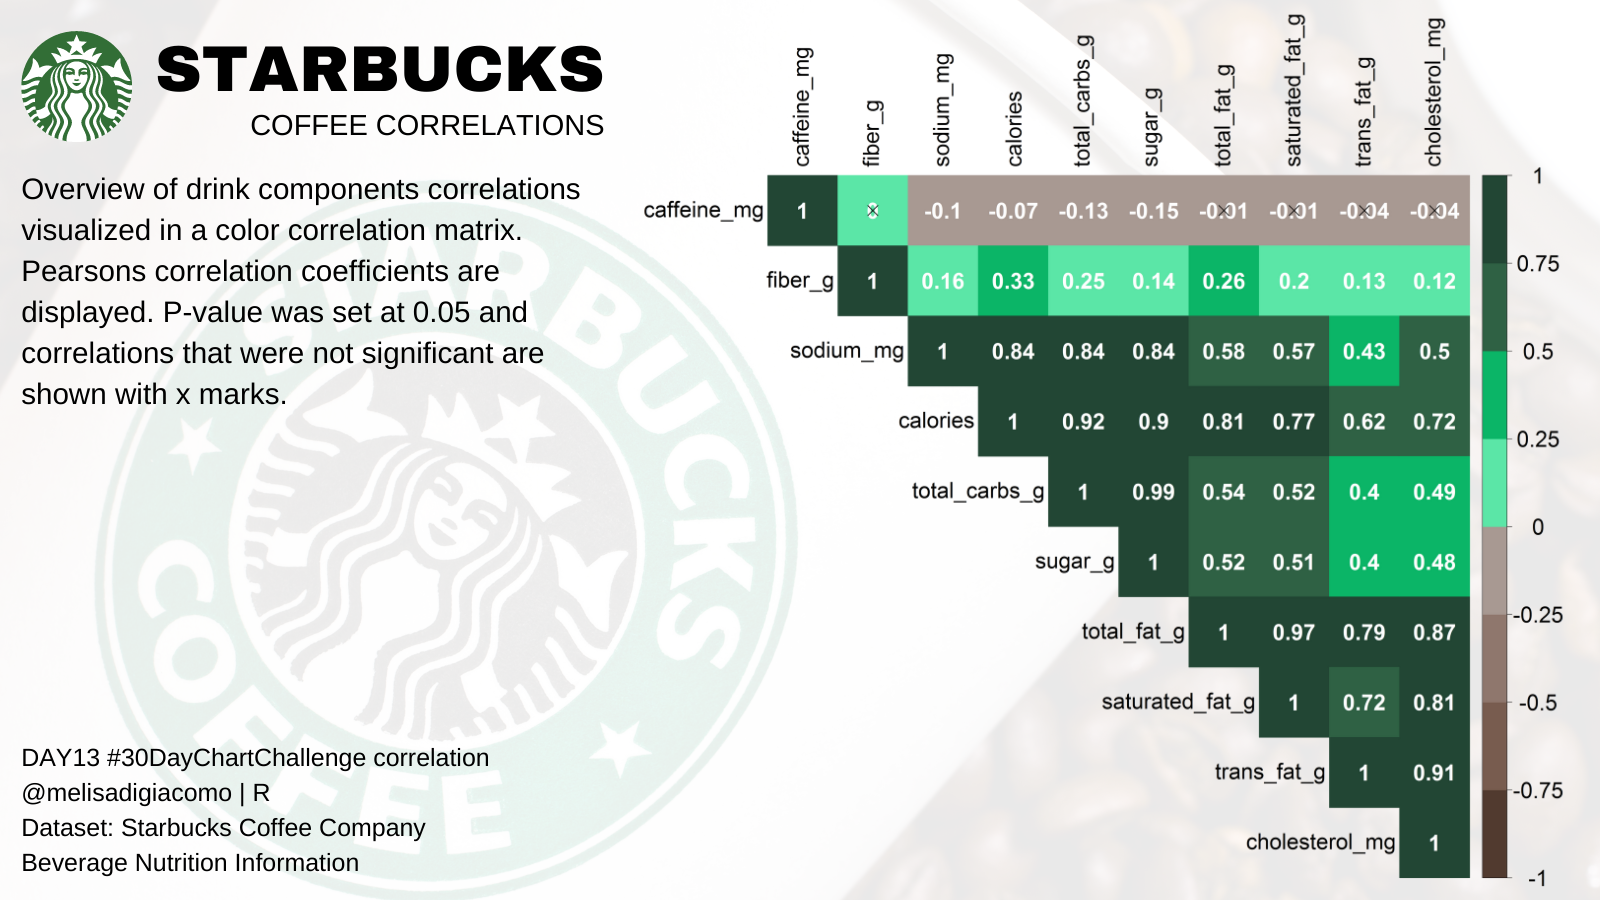 STARBUCKS
COFFEE CORRELATIONS
Overview of drink components correlations
visualized in a color correlation matrix.
Pearsons correlation coefficients are
displayed. P-value was set at 0.05 and
correlations that were not significant are
shown with x marks.
STARBUCKS
COFFEE
DAY13 #30DayChartChallenge correlation
@melisadigiacomo | R
Dataset: Starbucks Coffee Company
Beverage Nutrition Information
caffeine_mg
fiber_g
sodium_mg
calories
total_carbs_g
sugar_g
total_fat_g
saturated_fat_g
trans_fat_g
cholesterol_mg
caffeine_mg 1 0 -0.1 -0.07 -0.13 -0.15 -0.01 -0.01 -0.04 -0.04
fiber_g 1 0.16 0.33 0.25 0.14 0.26 0.2 0.13 0.12
sodium_mg 1 0.84 0.84 0.84 0.58 0.57 0.43 0.5
calories 1 0.92 0.9 0.81 0.77 0.62 0.72
total_carbs_g 1 0.99 0.54 0.52 0.4 0.49
sugar_g 1 0.52 0.51 0.4 0.48
total_fat_g 1 0.97 0.79 0.87
saturated_fat_g 1 0.72 0.81
trans_fat_g 1 0.91
cholesterol_mg 1
1
0.75
0.5
0.25
0
-0.25
-0.5
-0.75
-1